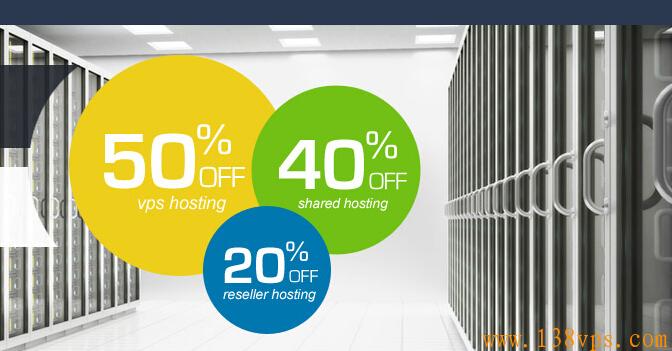 50% OFF
vps hosting
40% OFF
shared hosting
20% OFF
reseller hosting
www.138vps.com